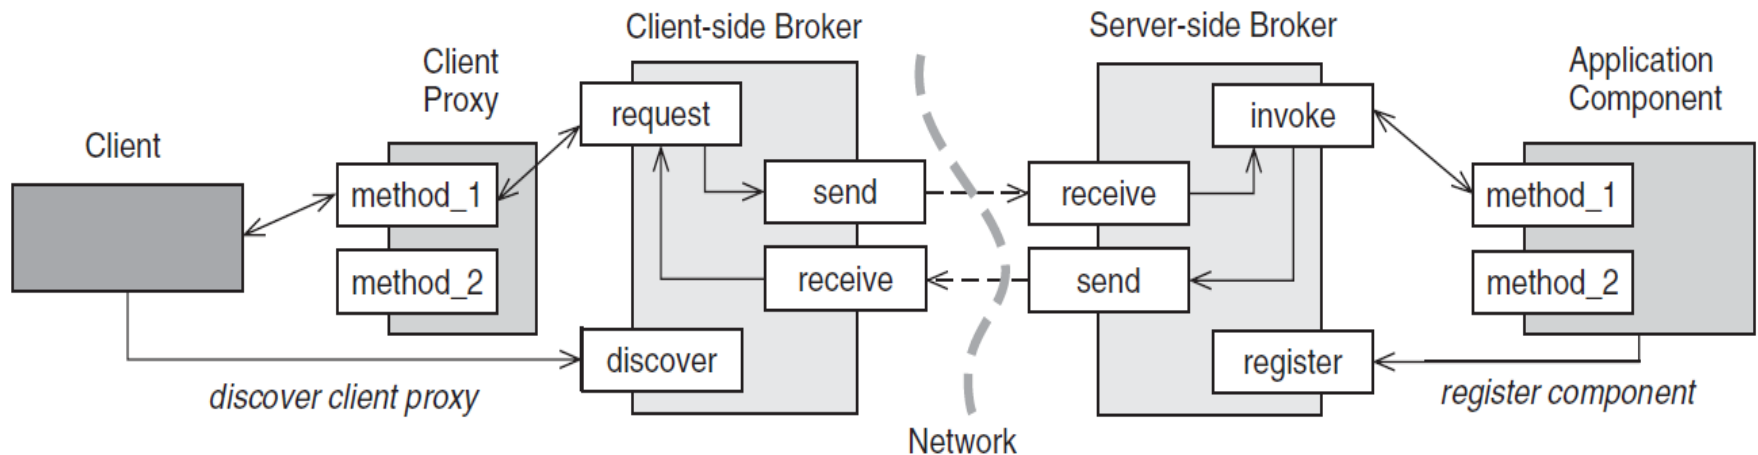 Client
Client
Proxy
method_1
method_2
Client-side Broker
request
send
receive
discover
discover client proxy
Network
Server-side Broker
invoke
receive
send
register
Application
Component
method_1
method_2
register component